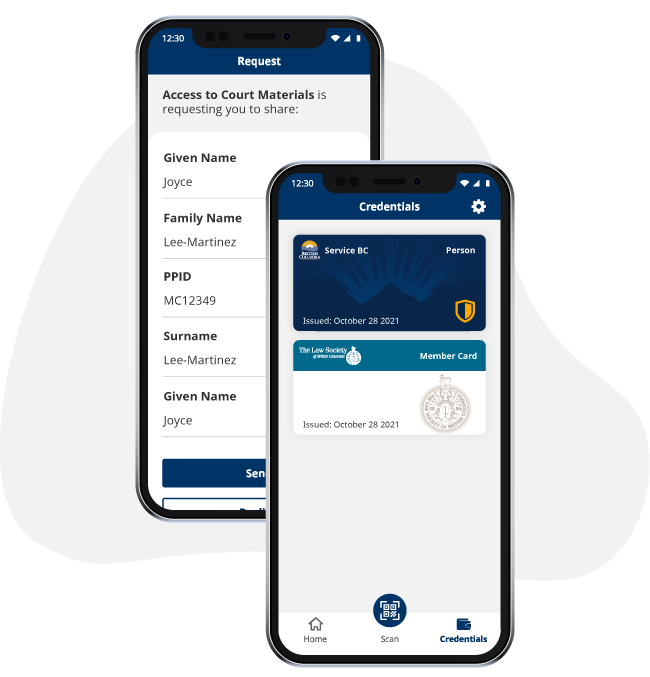 12:30
Request
Access to Court Materials is
requesting you to share:
Given Name
Joyce
Family Name
Lee-Martinez
PPID
MC12349
Surname
Lee-Martinez
Given Name
Joyce
Sen
12:30
Credentials
British
Columbia
Service BC
Person
Issued: October 28 2021
The Law Society
of British Columbia
Member Card
Issued: October 28 2021
Home
Scan
Credentials